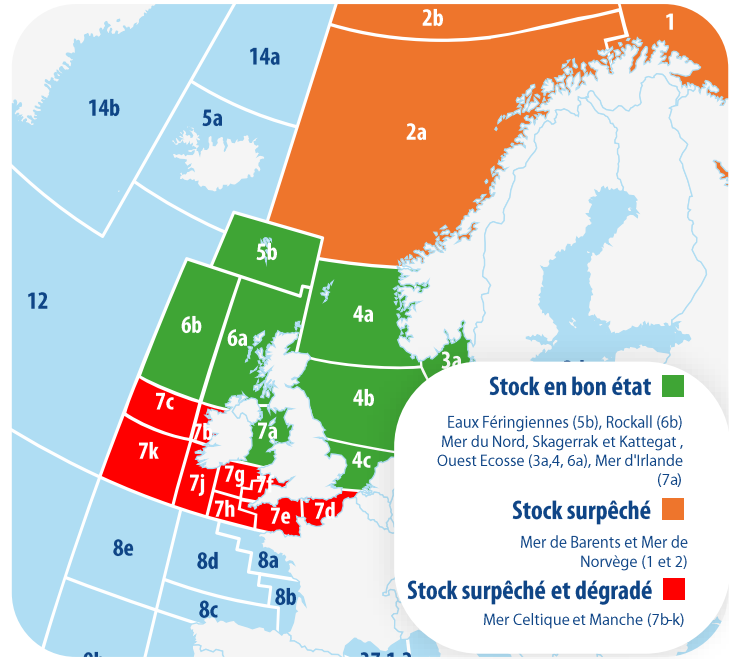 2b
1
14a
14b
5a
2a
5b
12
6b
6a
4a
3a
7c
7b
7a
4b
7k
7j
7g
7f
4c
7h
7e
7d
8e
8d
8a
8b
8c
Stock en bon état
Eaux Féringiennes (5b), Rockall (6b)
Mer du Nord, Skagerrak et Kattegat ,
Ouest Ecosse (3a,4, 6a), Mer d'Irlande
(7a)
Stock surpêché
Mer de Barents et Mer de
Norvège (1 et 2)
Stock surpêché et dégradé
Mer Celtique et Manche (7b-k)